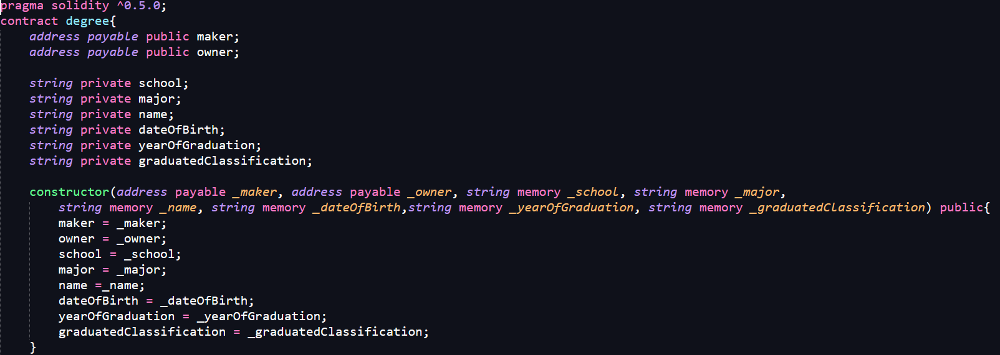 pragma solidity ^0.5.0;
contract degree{
    address payable public maker;
    address payable public owner;

    string private school;
    string private major;
    string private name;
    string private dateOfBirth;
    string private yearOfGraduation;
    string private graduatedClassification;

    constructor(address payable _maker, address payable _owner, string memory _school, string memory _major,
        string memory _name, string memory _dateOfBirth,string memory _yearOfGraduation, string memory _graduatedClassification) public{
        maker = _maker;
        owner = _owner;
        school = _school;
        major = _major;
        name =_name;
        dateOfBirth = _dateOfBirth;
        yearOfGraduation = _yearOfGraduation;
        graduatedClassification = _graduatedClassification;
    }